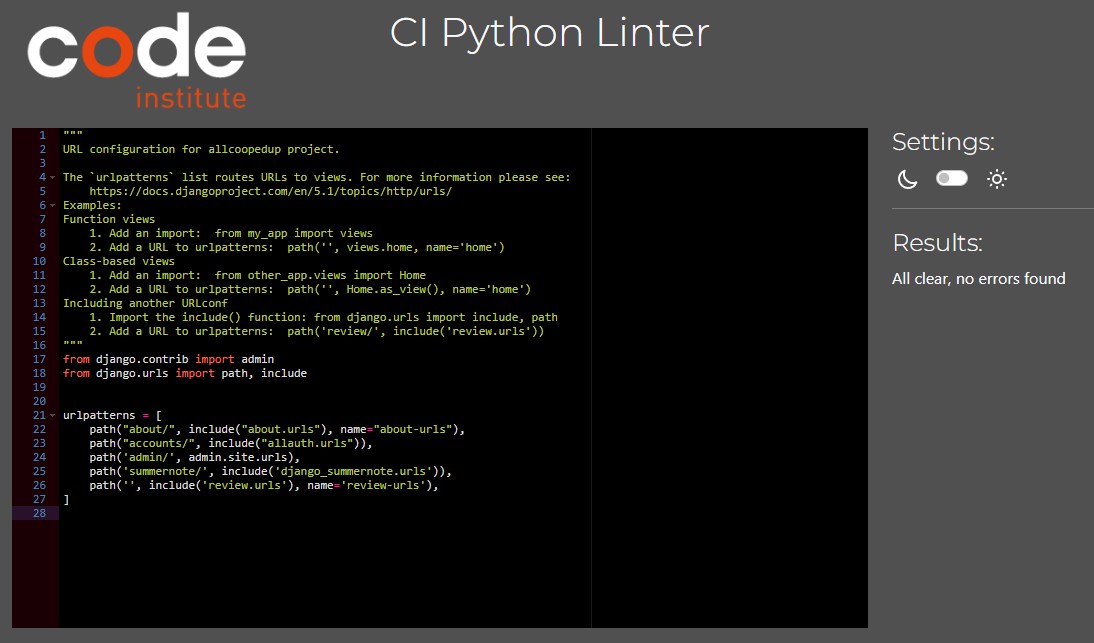 code
institute
CI Python Linter
1 """
2 URL configuration for allcoopedup project.
3
4 The `urlpatterns` list routes URLs to views. For more information please see:
5     https://docs.djangoproject.com/en/5.1/topics/http/urls/
6 Examples:
7 Function views
8     1. Add an import:  from my_app import views
9     2. Add a URL to urlpatterns:  path('', views.home, name='home')
10 Class-based views
11     1. Add an import:  from other_app.views import Home
12     2. Add a URL to urlpatterns:  path('', Home.as_view(), name='home')
13 Including another URLconf
14     1. Import the include() function: from django.urls import include, path
15     2. Add a URL to urlpatterns:  path('review/', include('review.urls'))
16 """
17 from django.contrib import admin
18 from django.urls import path, include
19
20
21 urlpatterns = [
22     path("about/", include("about.urls"), name="about-urls"),
23     path("accounts/", include("allauth.urls")),
24     path('admin/', admin.site.urls),
25     path('summernote/', include('django_summernote.urls')),
26     path('', include('review.urls'), name='review-urls'),
27 ]
28
Settings:
Results:
All clear, no errors found